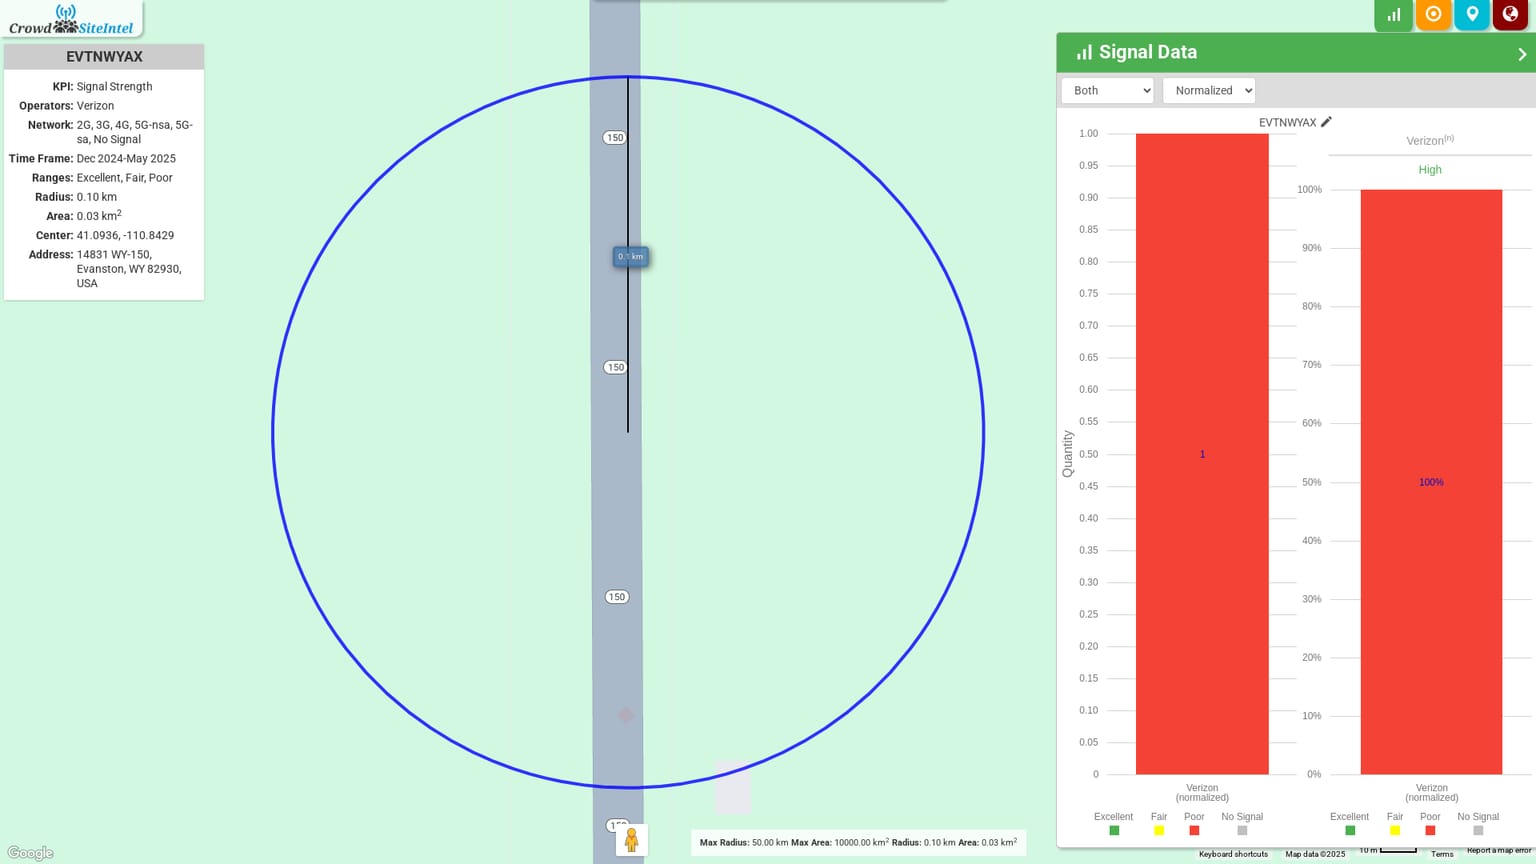 Crowd SiteIntel
EVTNWYAX
KPI: Signal Strength
Operators: Verizon
Network: 2G, 3G, 4G, 5G-nsa, 5G-
sa, No Signal
Time Frame: Dec 2024-May 2025
Ranges: Excellent, Fair, Poor
Radius: 0.10 km
Area: 0.03 km²
Center: 41.0936, -110.8429
Address: 14831 WY-150,
Evanston, WY 82930,
USA
150
0.1 km
150
150
Google
Max Radius: 50.00 km Max Area: 10000.00 km² Radius: 0.10 km Area: 0.03 km²
Signal Data
Both
Normalized
EVTNWYAX
Quantity
1.00
0.95
0.90
0.85
0.80
0.75
0.70
0.65
0.60
0.55
0.50
0.45
0.40
0.35
0.30
0.25
0.20
0.15
0.10
0.05
0
1
Verizon
(normalized)
Excellent Fair Poor No Signal
Verizon(n)
High
100%
90%
80%
70%
60%
50%
40%
30%
20%
10%
0%
100%
Verizon
(normalized)
Excellent Fair Poor No Signal
Keyboard shortcuts Map data ©2025 10 m Terms Report a map error